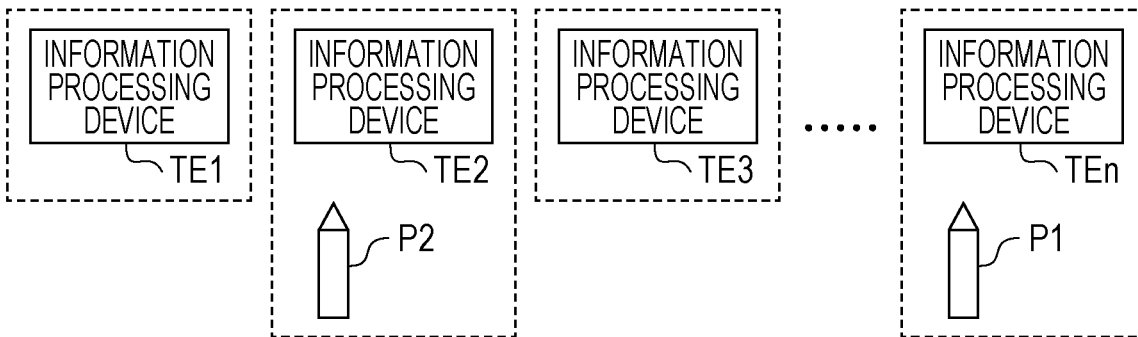 INFORMATION
PROCESSING
DEVICE
TE1
INFORMATION
PROCESSING
DEVICE
TE2
P2
INFORMATION
PROCESSING
DEVICE
TE3
.....
INFORMATION
PROCESSING
DEVICE
TEn
P1